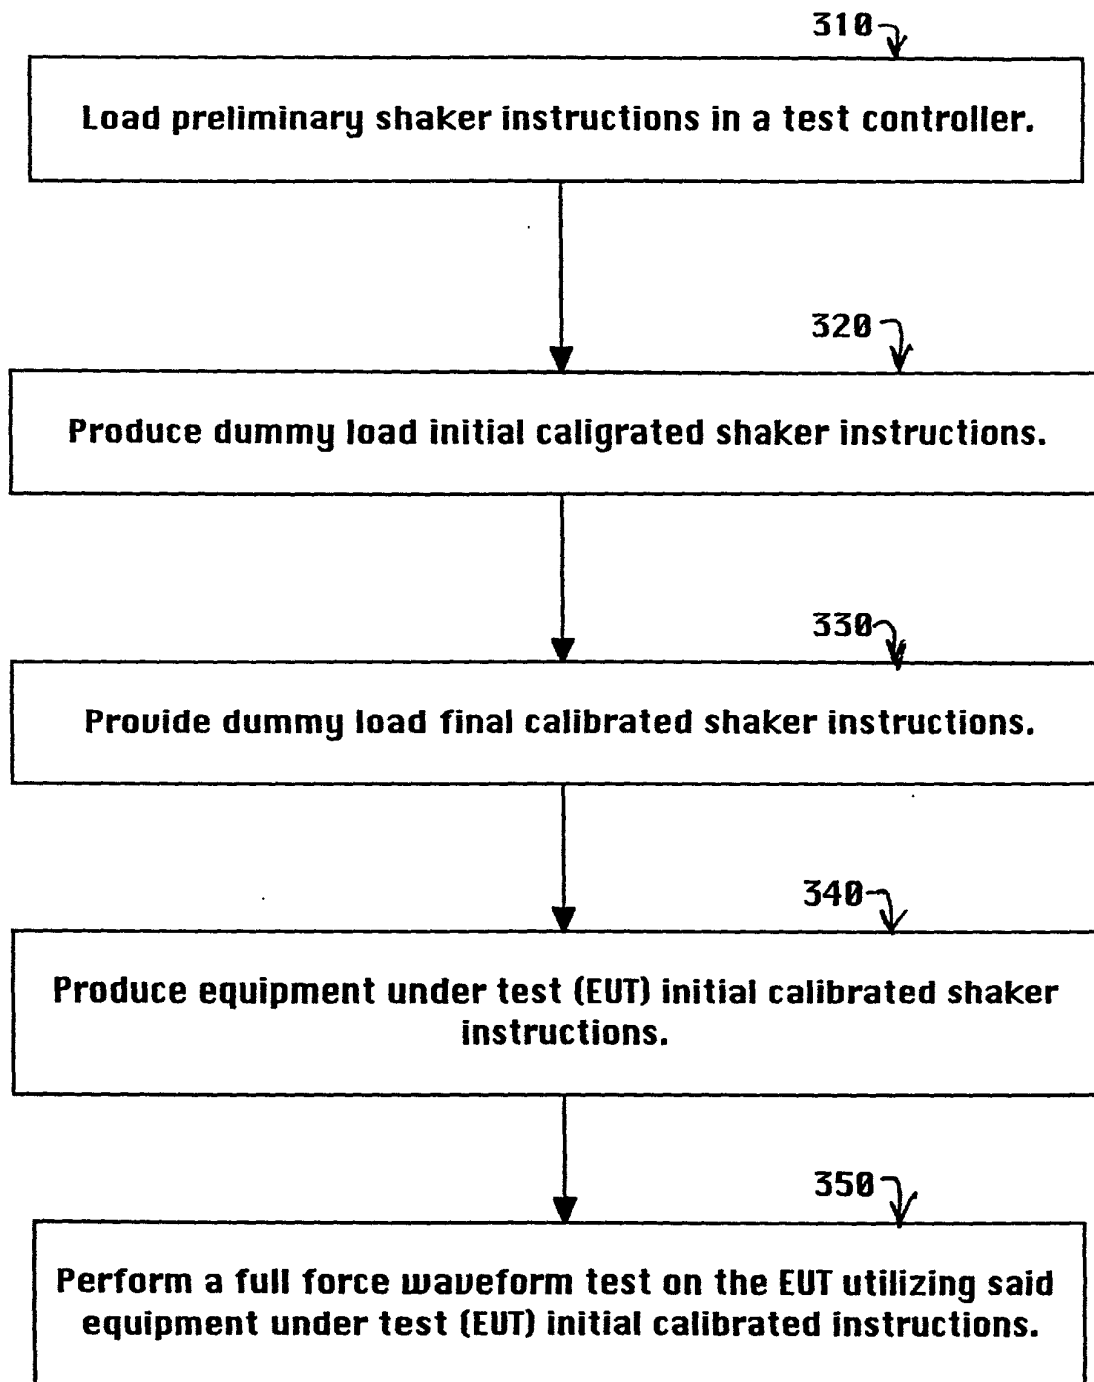 310
Load preliminary shaker instructions in a test controller.
320
Produce dummy load initial caligrated shaker instructions.
330
Provide dummy load final calibrated shaker instructions.
340
Produce equipment under test (EUT) initial calibrated shaker
instructions.
350
Perform a full force waveform test on the EUT utilizing said
equipment under test (EUT) initial calibrated instructions.